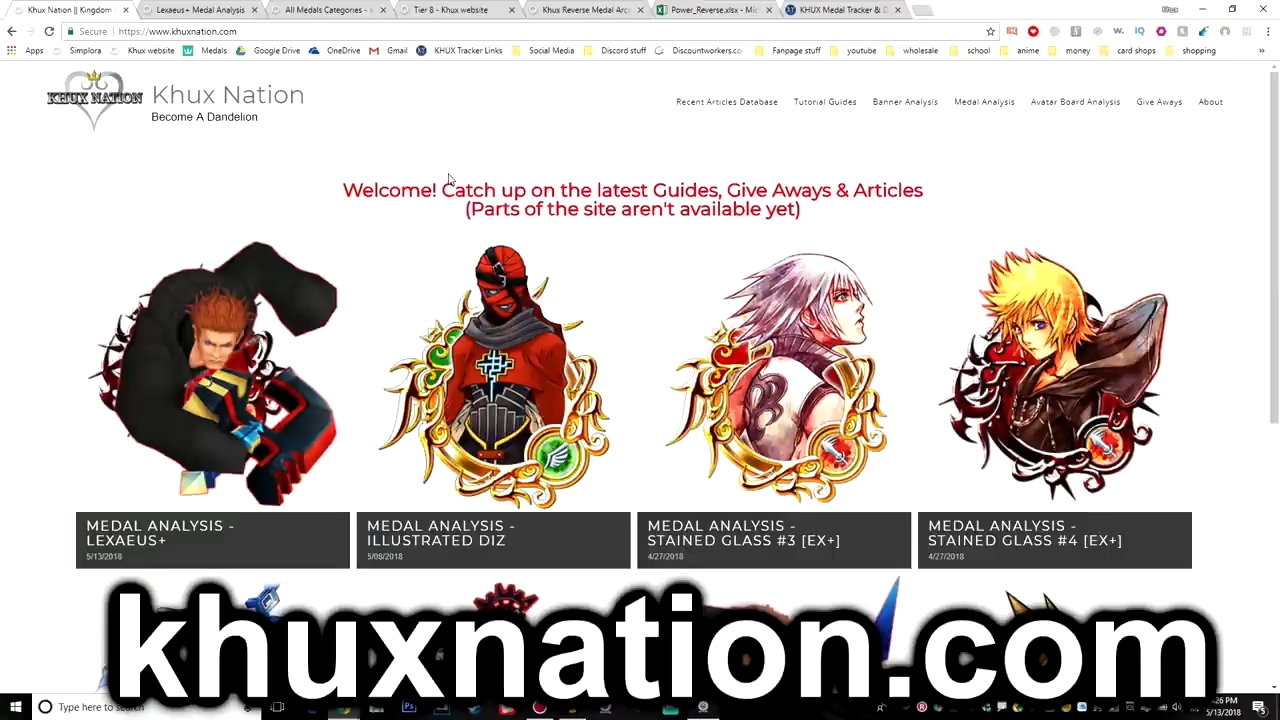 Khux Nation || Kingdom
Lexaeus+ Medal Analysis
All Medals Categories -
Tier 8 - Khux website
Khux Reverse Medal Arc
Power_Reverse.xlsx - Mic
KHUX Medal Tracker & D
Khux
Secure
https://www.khuxnation.com
Apps
Simplora
Khux website
Medals
Google Drive
OneDrive
Gmail
KHUX Tracker Links
Social Media
Discord stuff
Discountworkers.co
Fanpage stuff
youtube
wholesale
school
anime
money
card shops
shopping
KHUX NATION
Khux Nation
Become A Dandelion
Recent Articles Database
Tutorial Guides
Banner Analysis
Medal Analysis
Avatar Board Analysis
Give Aways
About
Welcome! Catch up on the latest Guides, Give Aways & Articles
(Parts of the site aren't available yet)
MEDAL ANALYSIS -
LEXAEUS+
5/13/2018
MEDAL ANALYSIS -
ILLUSTRATED DIZ
5/08/2018
MEDAL ANALYSIS -
STAINED GLASS #3 [EX+]
4/27/2018
MEDAL ANALYSIS -
STAINED GLASS #4 [EX+]
4/27/2018
khuxnation.com
Type here to search
:26 PM
5/13/2018